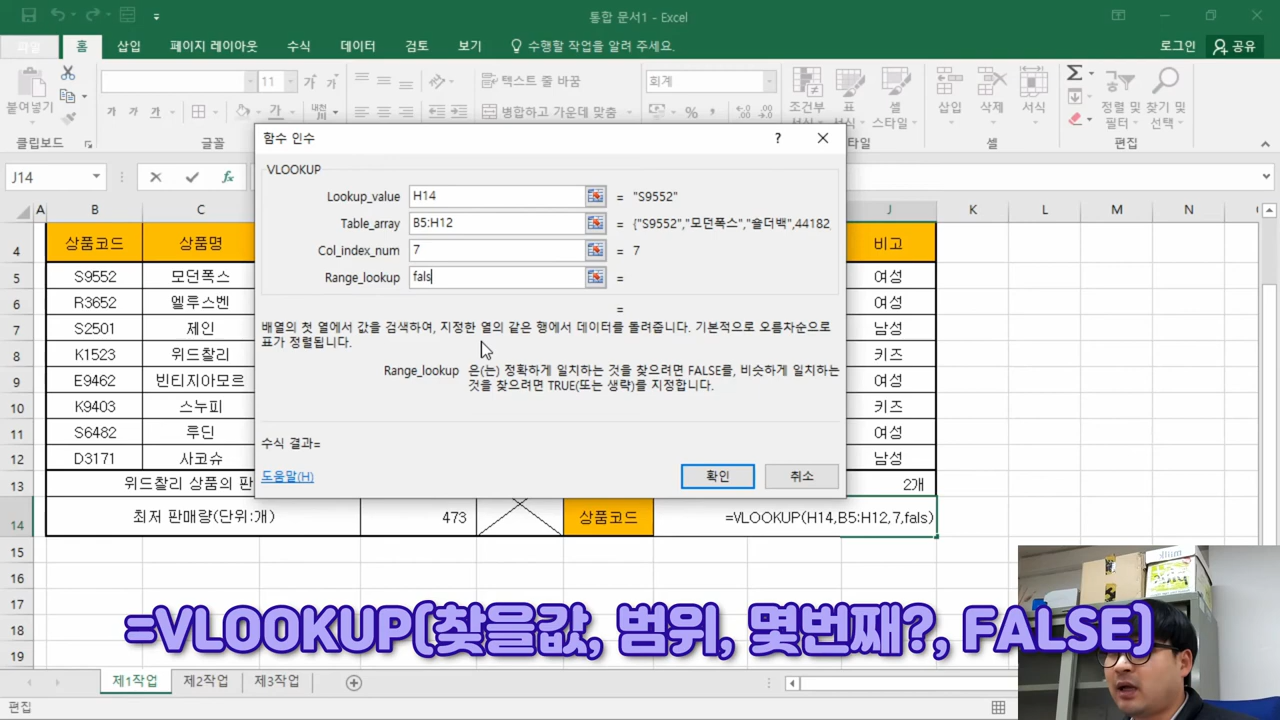 통합 문서1 - Excel
파일 홈 삽입 페이지 레이아웃 수식 데이터 검토 보기 수행할 작업을 알려 주세요. 로그인 공유
붙여넣기 11 가 가 텍스트 줄 바꿈 회계 조건부 표 셀 삽입 삭제 서식 정렬 및 찾기 및
가 가 가 가 내천 병합하고 가운데 맞춤 % 스타일 필터 선택
클립보드 글꼴 셀 편집
J14 fx
함수 인수 ?
VLOOKUP
Lookup_value H14 = "S9552"
Table_array B5:H12 = {"S9552","모던폭스","숄더백",44182,
Col_index_num 7 = 7
Range_lookup fals =
=
배열의 첫 열에서 값을 검색하여, 지정한 열의 같은 행에서 데이터를 돌려줍니다. 기본적으로 오름차순으로
표가 정렬됩니다.
Range_lookup 은(는) 정확하게 일치하는 것을 찾으려면 FALSE를, 비슷하게 일치하는
것을 찾으려면 TRUE(또는 생략)를 지정합니다.
수식 결과=
도움말(H) 확인 취소
A B C J K L M N
4 상품코드 상품명 비고
5 S9552 모던폭스 여성
6 R3652 엘루스벤 여성
7 S2501 제인 남성
8 K1523 위드찰리 키즈
9 E9462 빈티지아모르 여성
10 K9403 스누피 키즈
11 S6482 루딘 여성
12 D3171 사코슈 남성
13 위드찰리 상품의 판 2개
14 최저 판매량(단위:개) 473 상품코드 =VLOOKUP(H14,B5:H12,7,fals)
15
16
17
18
19
=VLOOKUP(찾을값, 범위, 몇번째?, FALSE)
제1작업 제2작업 제3작업
편집